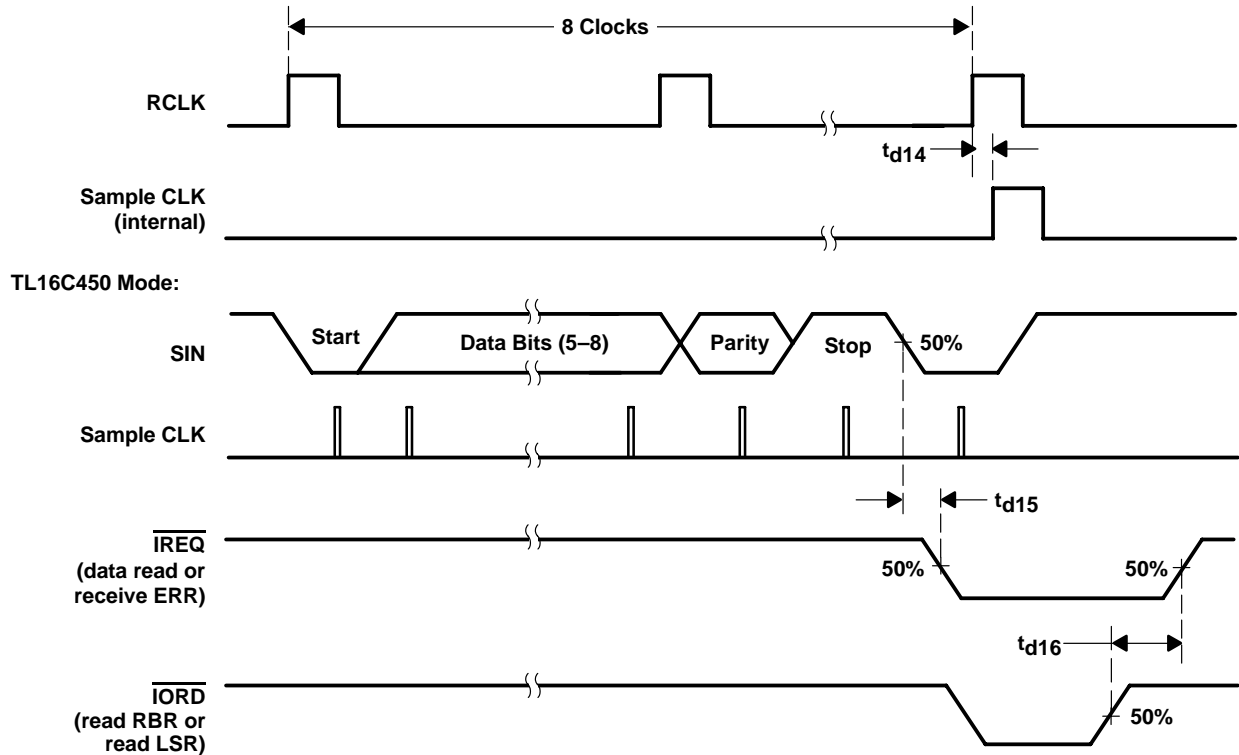 8 Clocks
RCLK
td14
Sample CLK
(internal)
TL16C450 Mode:
SIN
Start
Data Bits (5–8)
Parity
Stop
50%
Sample CLK
td15
IREQ
(data read or
receive ERR)
50%
50%
td16
IORD
(read RBR or
read LSR)
50%